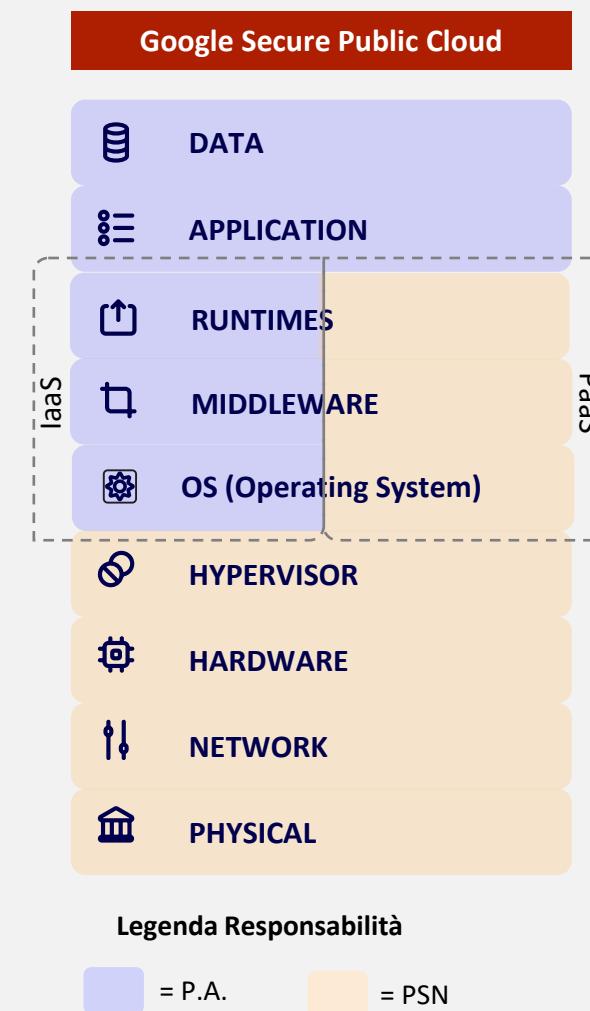 Google Secure Public Cloud
DATA
APPLICATION
RUNTIMES
IaaS
PaaS
MIDDLEWARE
OS (Operating System)
HYPERVISOR
HARDWARE
NETWORK
PHYSICAL
Legenda Responsabilità
= P.A.
= PSN